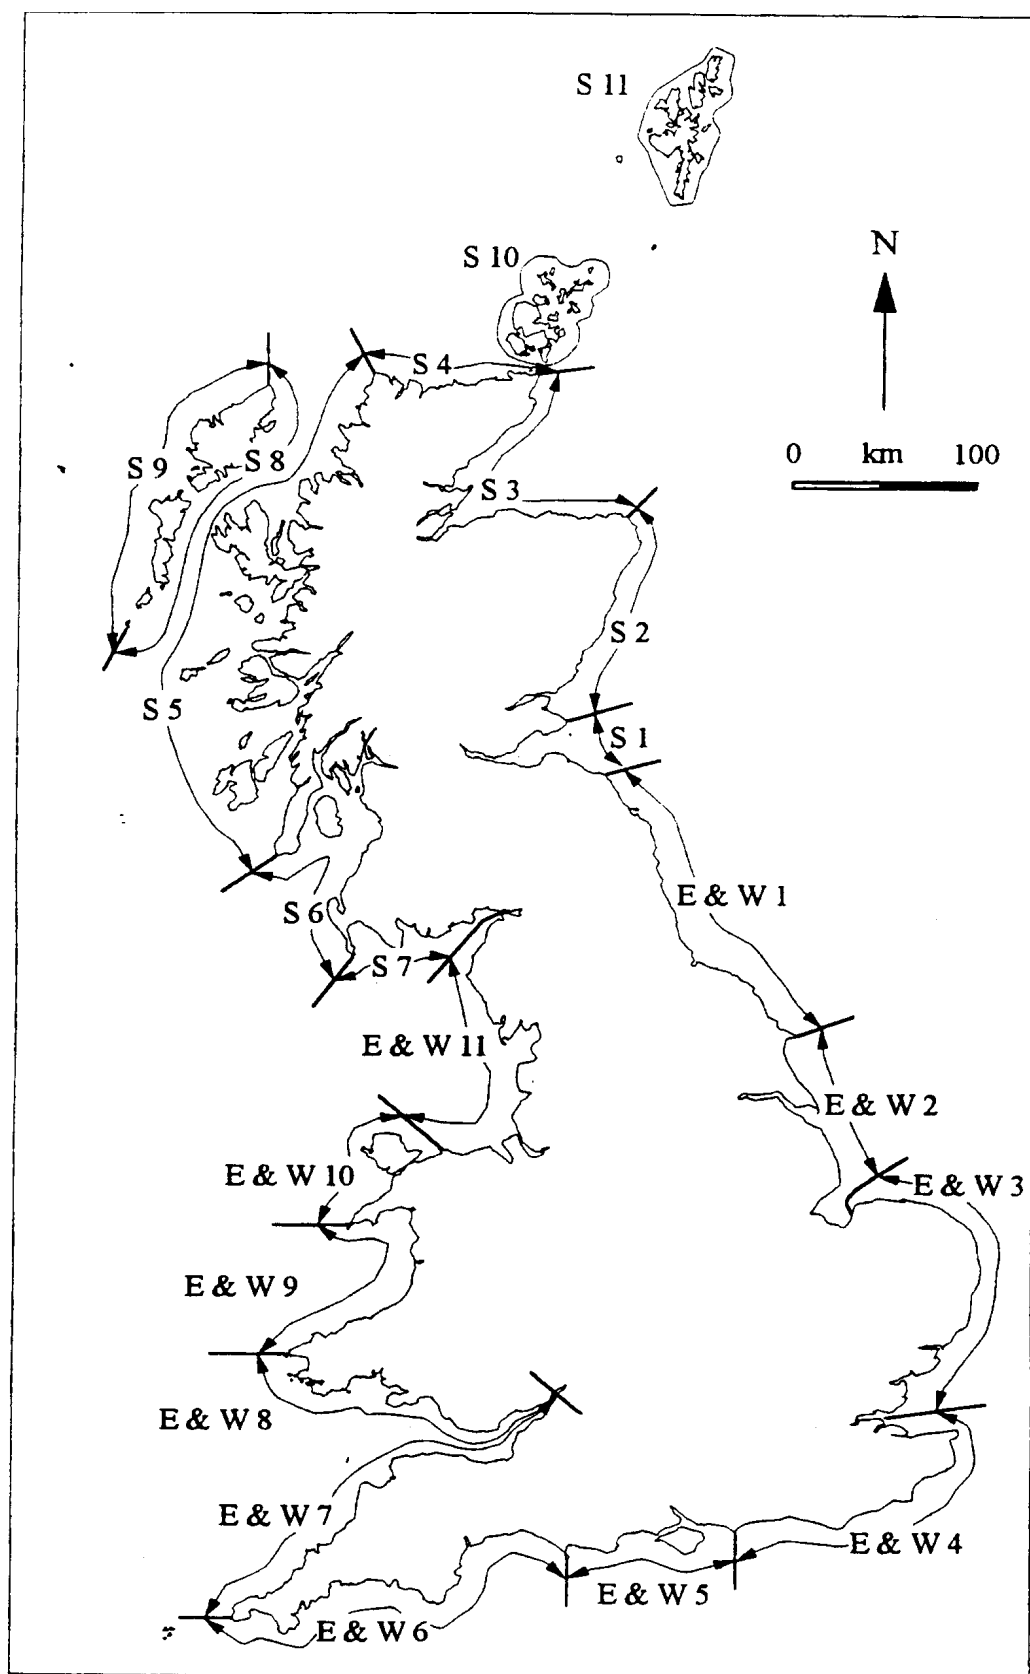 S 11
S 10
N
S 4
S 9
S 8
0 km 100
S 3
S 2
S 5
S 1
E & W 1
S 6
S 7
E & W 11
E & W 2
E & W 10
E & W 3
E & W 9
E & W 8
E & W 7
E & W 4
E & W 5
E & W 6